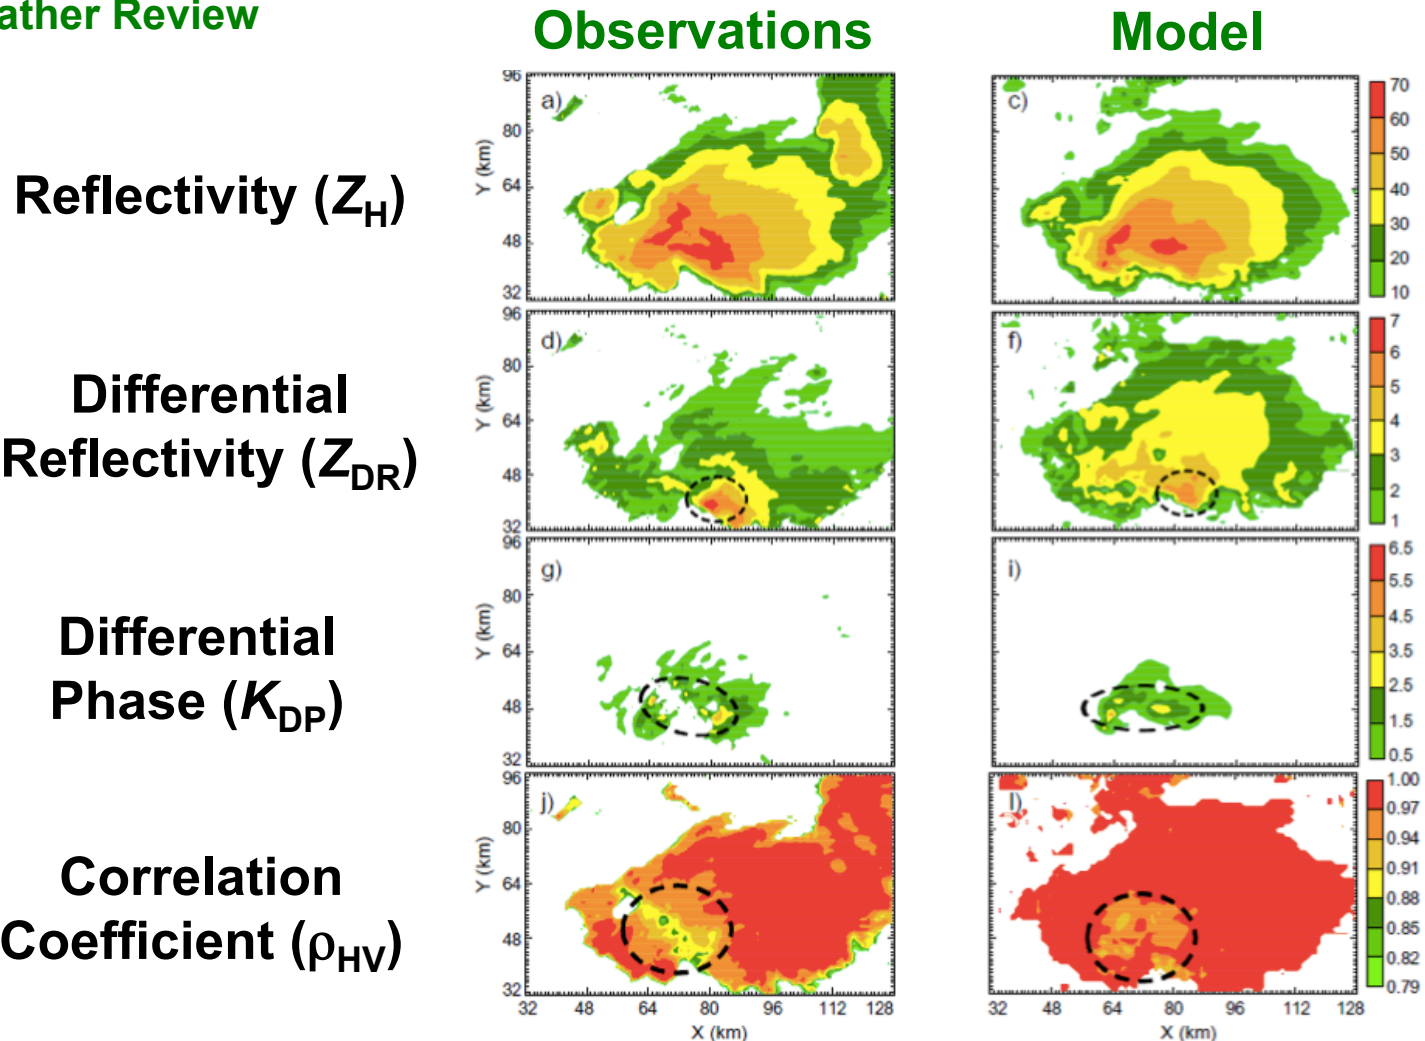 ather Review
Observations
Model
Reflectivity (ZH)
96
80
64
48
32
Y (km)
a)
c)
70
60
50
40
30
20
10
Differential
Reflectivity (ZDR)
96
80
64
48
32
Y (km)
d)
f)
7
6
5
4
3
2
1
Differential
Phase (KDP)
96
80
64
48
32
Y (km)
g)
i)
6.5
5.5
4.5
3.5
2.5
1.5
0.5
Correlation
Coefficient (ρHV)
96
80
64
48
32
Y (km)
j)
l)
1.00
0.97
0.94
0.91
0.88
0.85
0.82
0.79
32 48 64 80 96 112 128
X (km)
32 48 64 80 96 112 128
X (km)